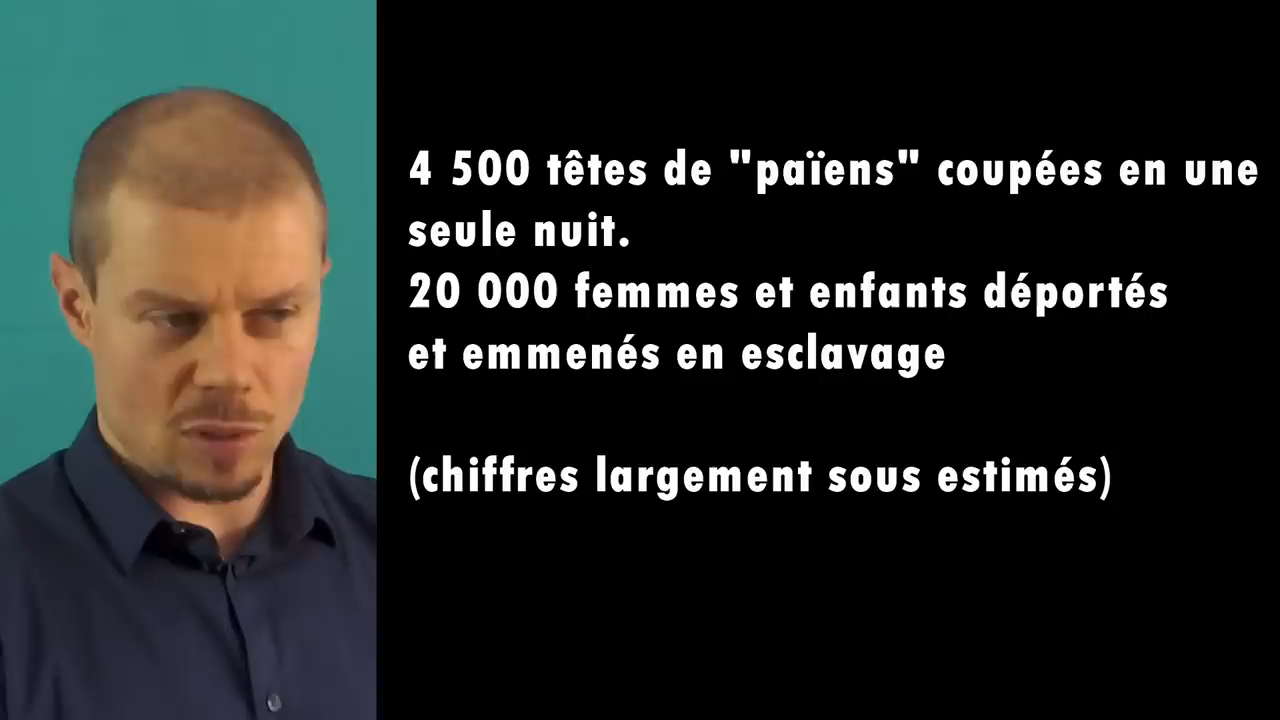 4 500 têtes de "païens" coupées en une
seule nuit.
20 000 femmes et enfants déportés
et emmenés en esclavage
(chiffres largement sous estimés)